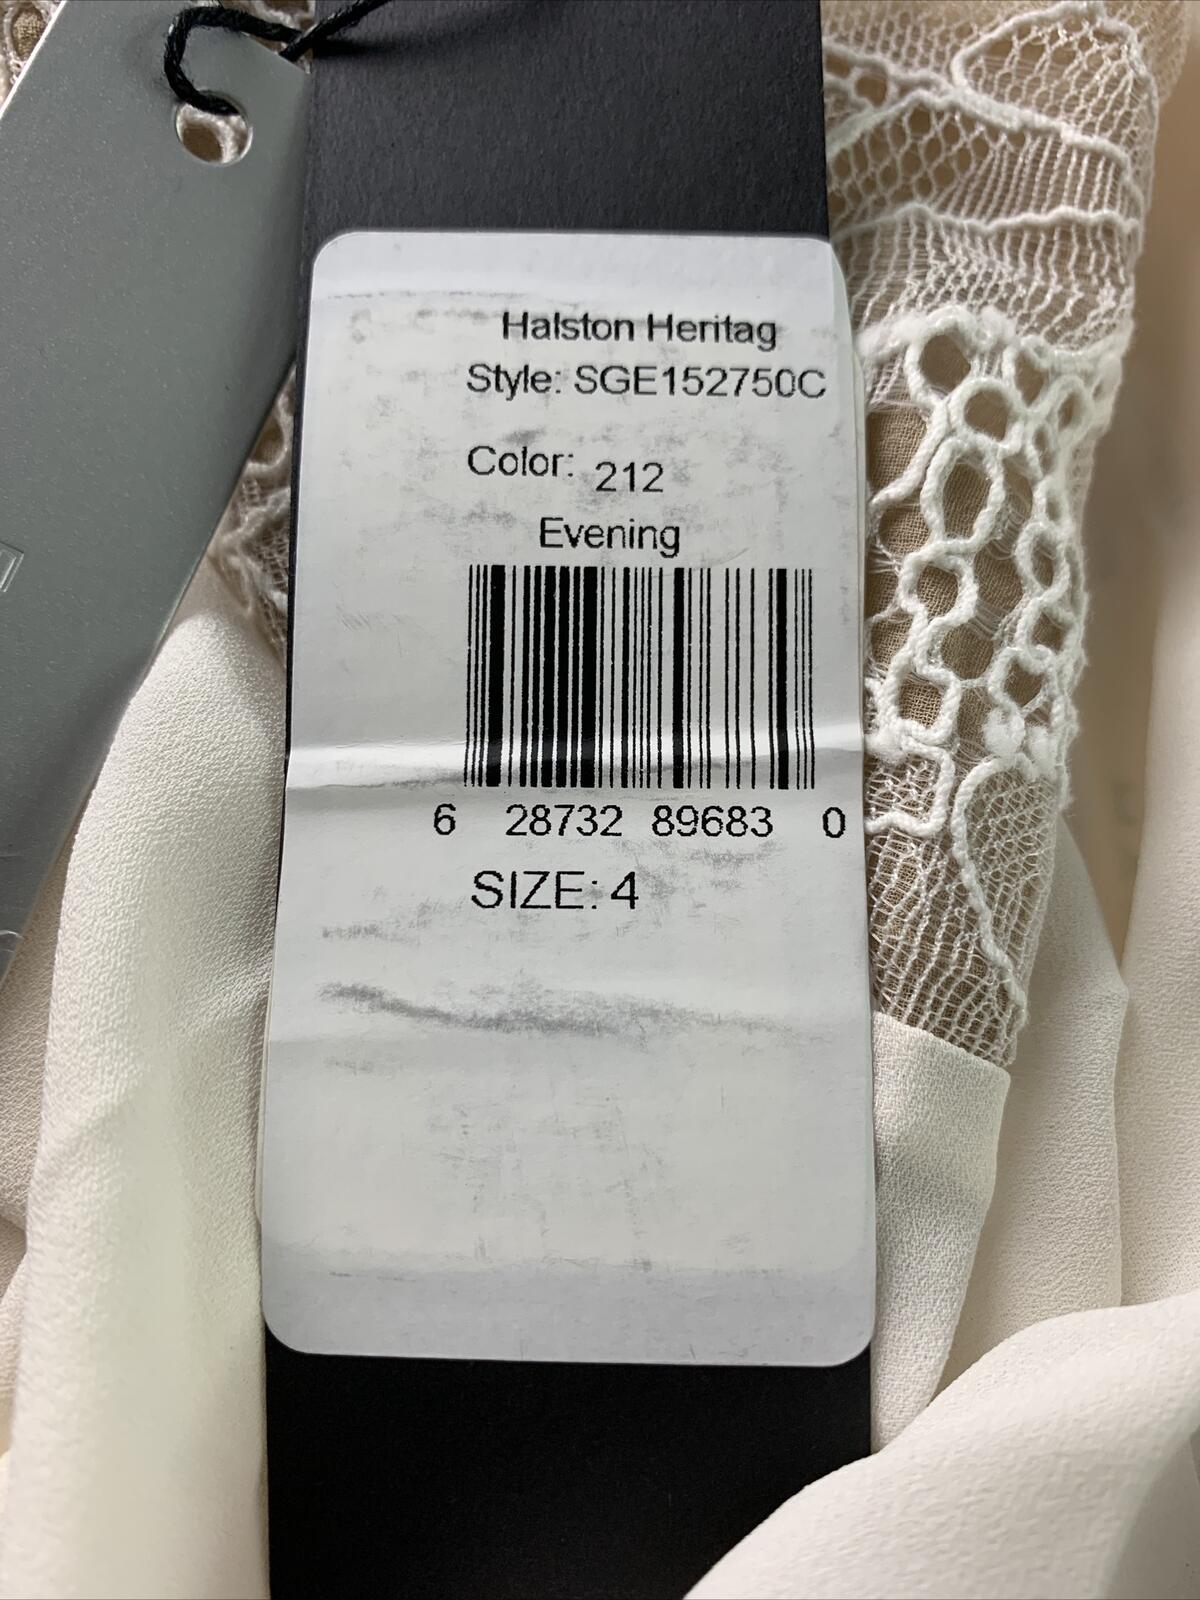 Halston Heritag
Style: SGE152750C
Color: 212
Evening
6 28732 89683 0
SIZE: 4